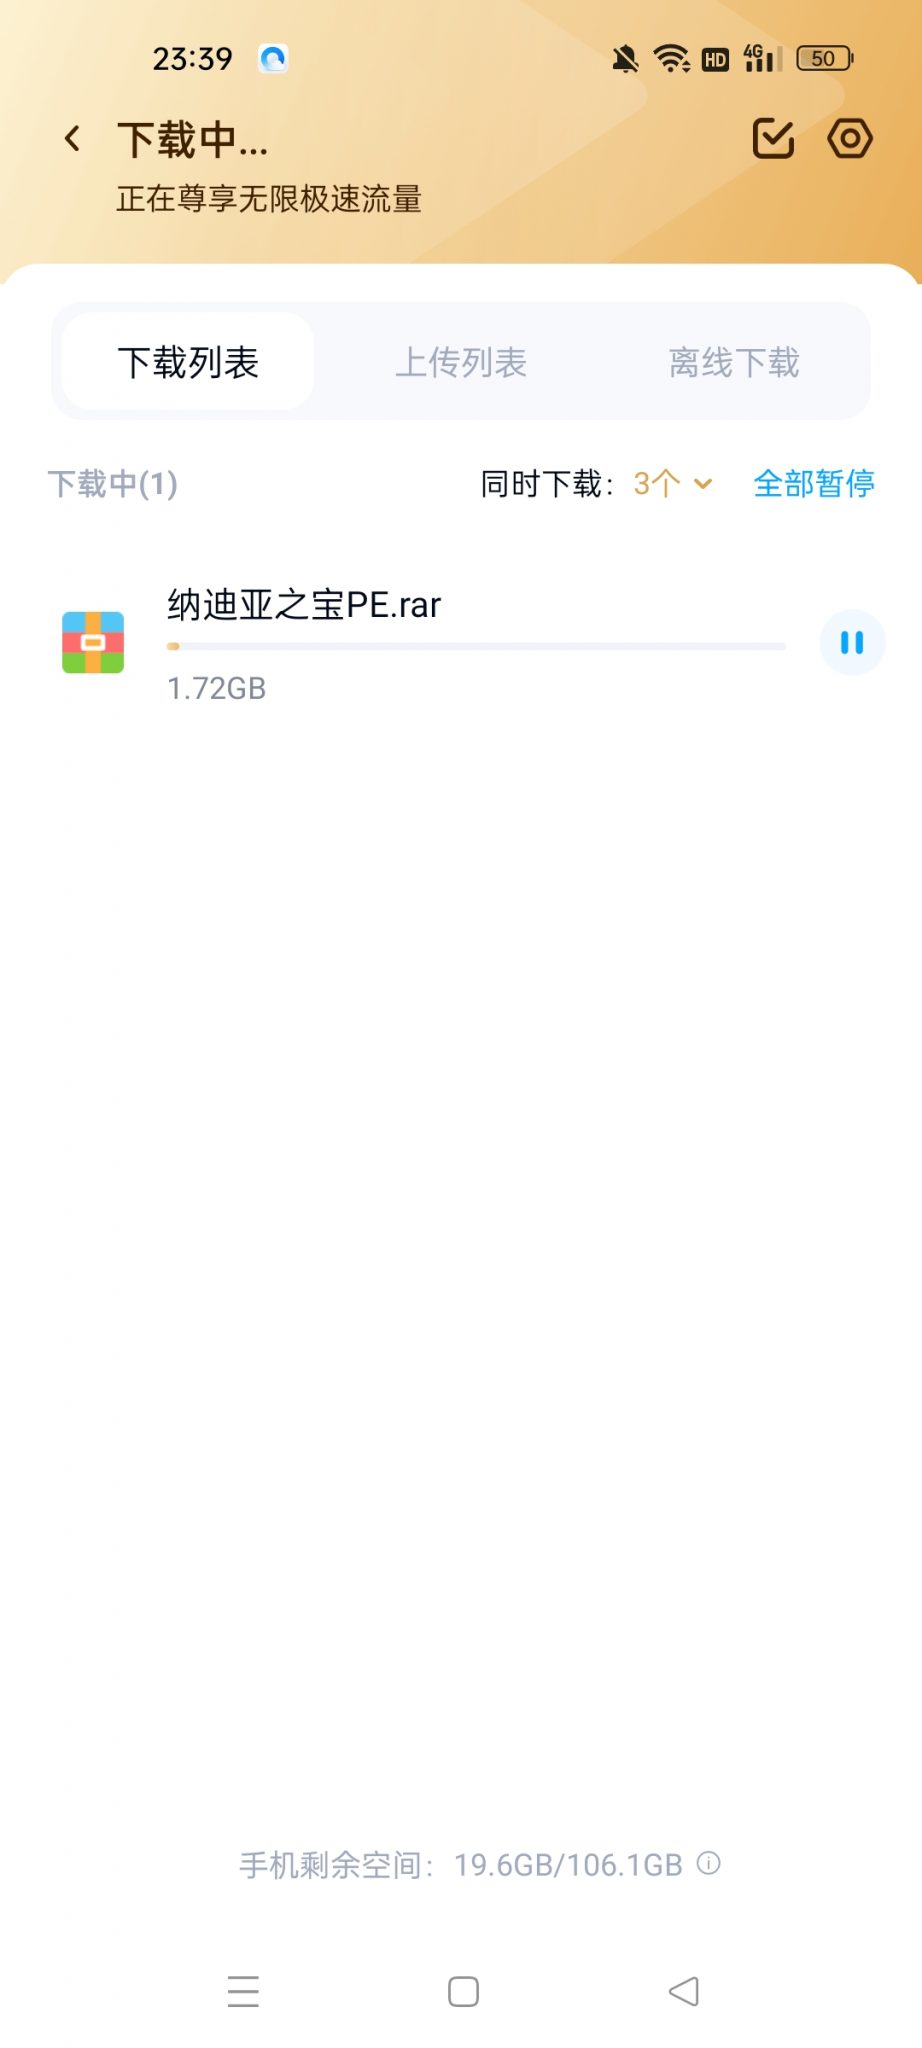 23:39
HD 4G 50
下载中...
正在尊享无限极速流量
下载列表 上传列表 离线下载
下载中(1) 同时下载：3个 全部暂停
纳迪亚之宝PE.rar
1.72GB
手机剩余空间：19.6GB/106.1GB